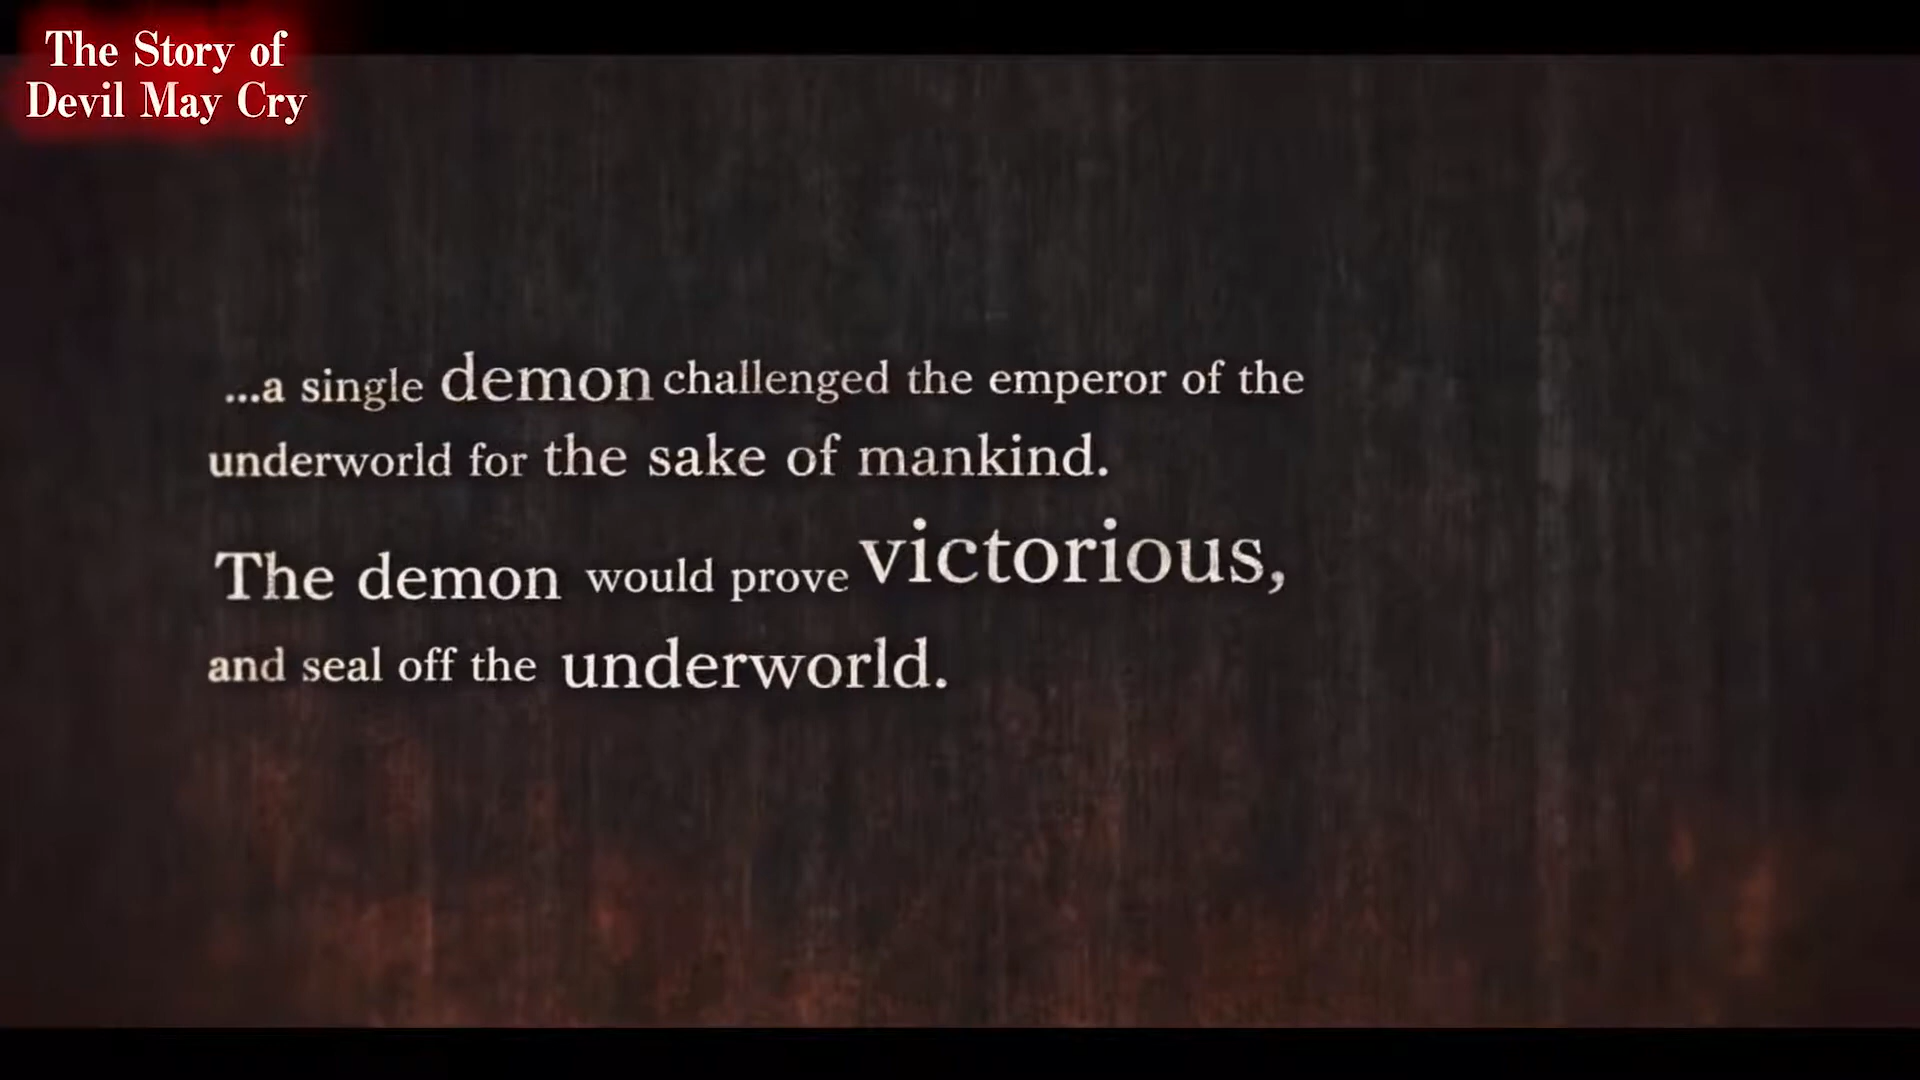 The Story of
Devil May Cry
...a single demon challenged the emperor of the
underworld for the sake of mankind.
The demon would prove victorious,
and seal off the underworld.